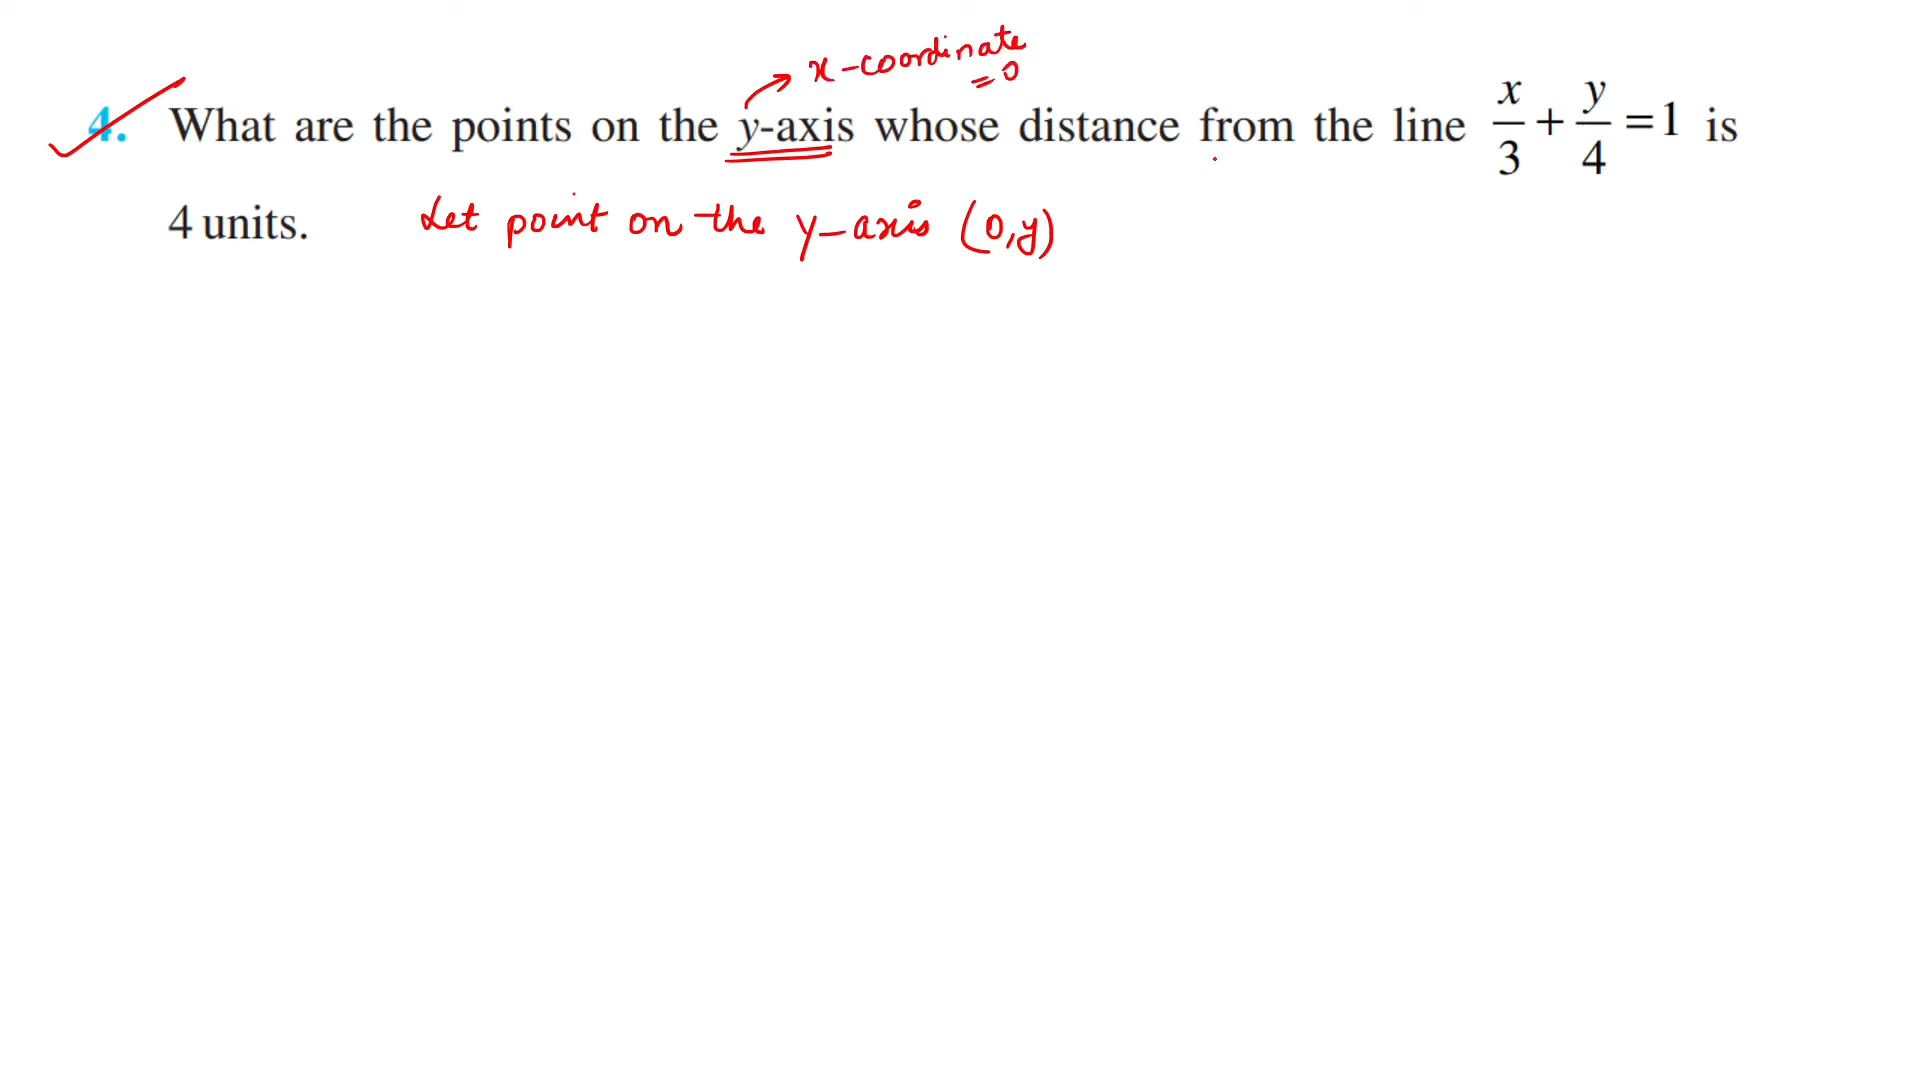 x-coordinate
= 0
4. What are the points on the y-axis whose distance from the line x/3 + y/4 = 1 is
4 units.
Let point on the y-axis (0,y)